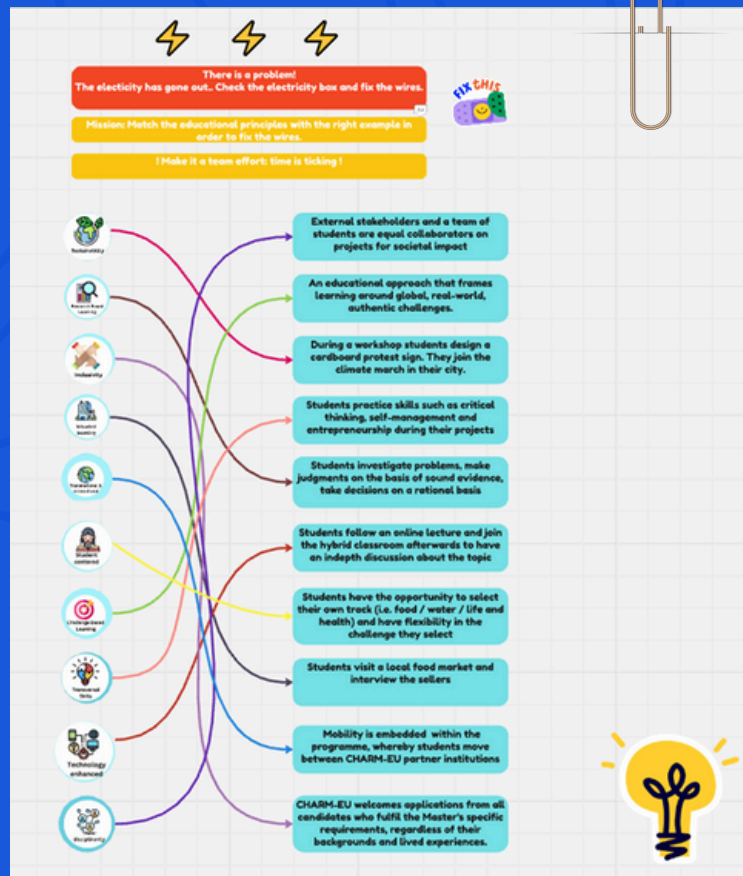 There is a problem!
The electicity has gone out.. Check the electricity box and fix the wires.
Mission: Match the educational principles with the right example in
order to fix the wires.
! Make it a team effort: time is ticking !
FIX THIS
Sustainability
External stakeholders and a team of
students are equal collaborators on
projects for societal impact
Research Based
Learning
An educational approach that frames
learning around global, real-world,
authentic challenges.
Inclusivity
During a workshop students design a
cardboard protest sign. They join the
climate march in their city.
Learning
Students practice skills such as critical
thinking, self-management and
entrepreneurship during their projects
Students investigate problems, make
judgments on the basis of sound evidence,
take decisions on a rational basis
Student
centered
Students follow an online lecture and join
the hybrid classroom afterwards to have
an indepth discussion about the topic
Challenge Based
Learning
Students have the opportunity to select
their own track (i.e. food / water / life and
health) and have flexibility in the
challenge they select
Transversal
Skills
Students visit a local food market and
interview the sellers
Technology
enhanced
Mobility is embedded within the
programme, whereby students move
between CHARM-EU partner institutions
CHARM-EU welcomes applications from all
candidates who fulfil the Master's specific
requirements, regardless of their
backgrounds and lived experiences.